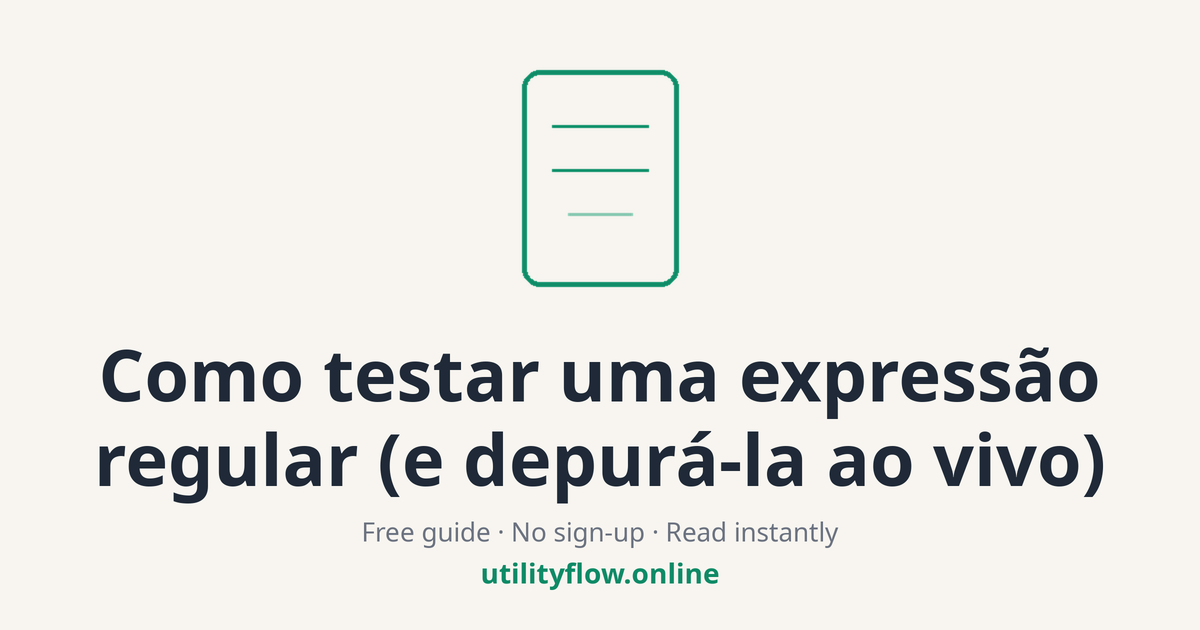 Como testar uma expressão
regular (e depurá-la ao vivo)
Free guide · No sign-up · Read instantly
utilityflow.online